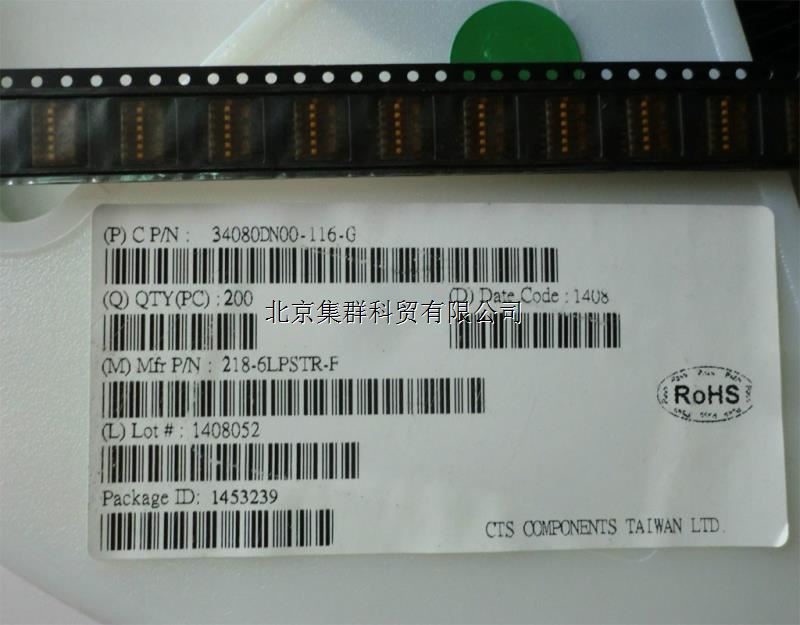 (P) C P/N : 34080DN00-116-G
(Q) QTY(PC) : 200 (D) Date Code : 1408
北京集群科贸有限公司
(M) Mfr P/N : 218-6LPSTR-F
RoHS
(L) Lot # : 1408052
Package ID: 1453239
CTS COMPONENTS TAIWAN LTD.